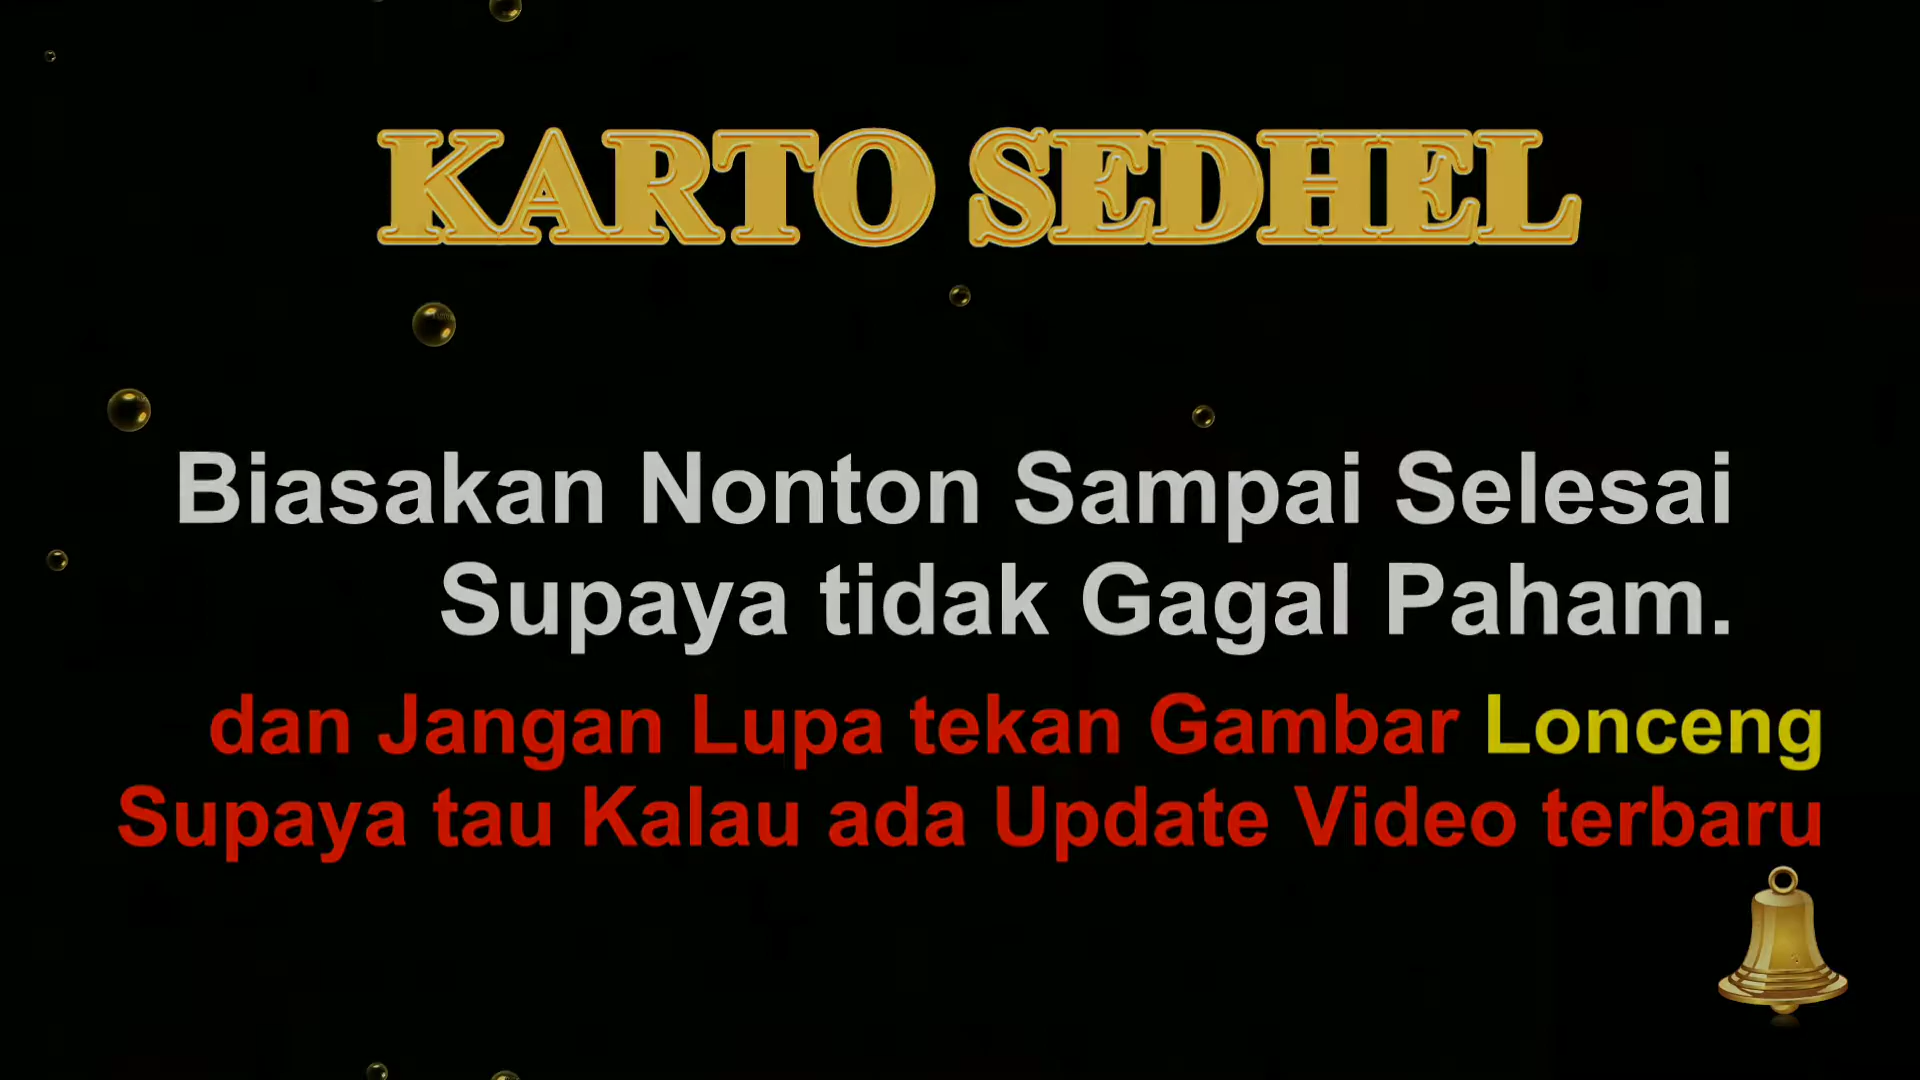 KARTO SEDHEL
Biasakan Nonton Sampai Selesai
Supaya tidak Gagal Paham.
dan Jangan Lupa tekan Gambar Lonceng
Supaya tau Kalau ada Update Video terbaru